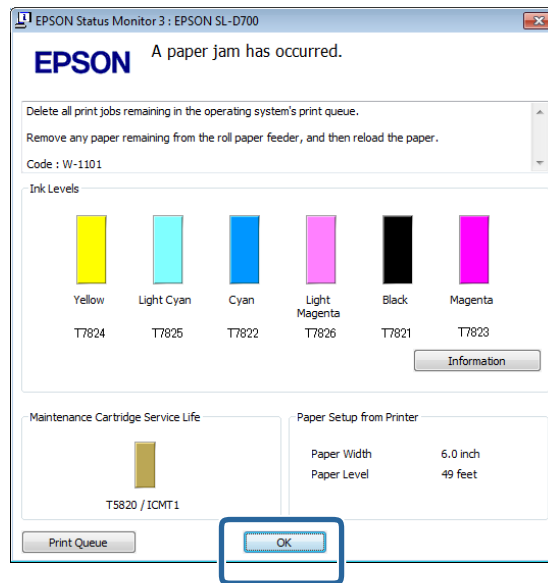 EPSON Status Monitor 3 : EPSON SL-D700
EPSON
A paper jam has occurred.
Delete all print jobs remaining in the operating system's print queue.
Remove any paper remaining from the roll paper feeder, and then reload the paper.
Code : W-1101
Ink Levels
Yellow Light Cyan Cyan Light Magenta Black Magenta
T7824 T7825 T7822 T7826 T7821 T7823
Information
Maintenance Cartridge Service Life
T5820 / ICMT1
Paper Setup from Printer
Paper Width 6.0 inch
Paper Level 49 feet
Print Queue
OK